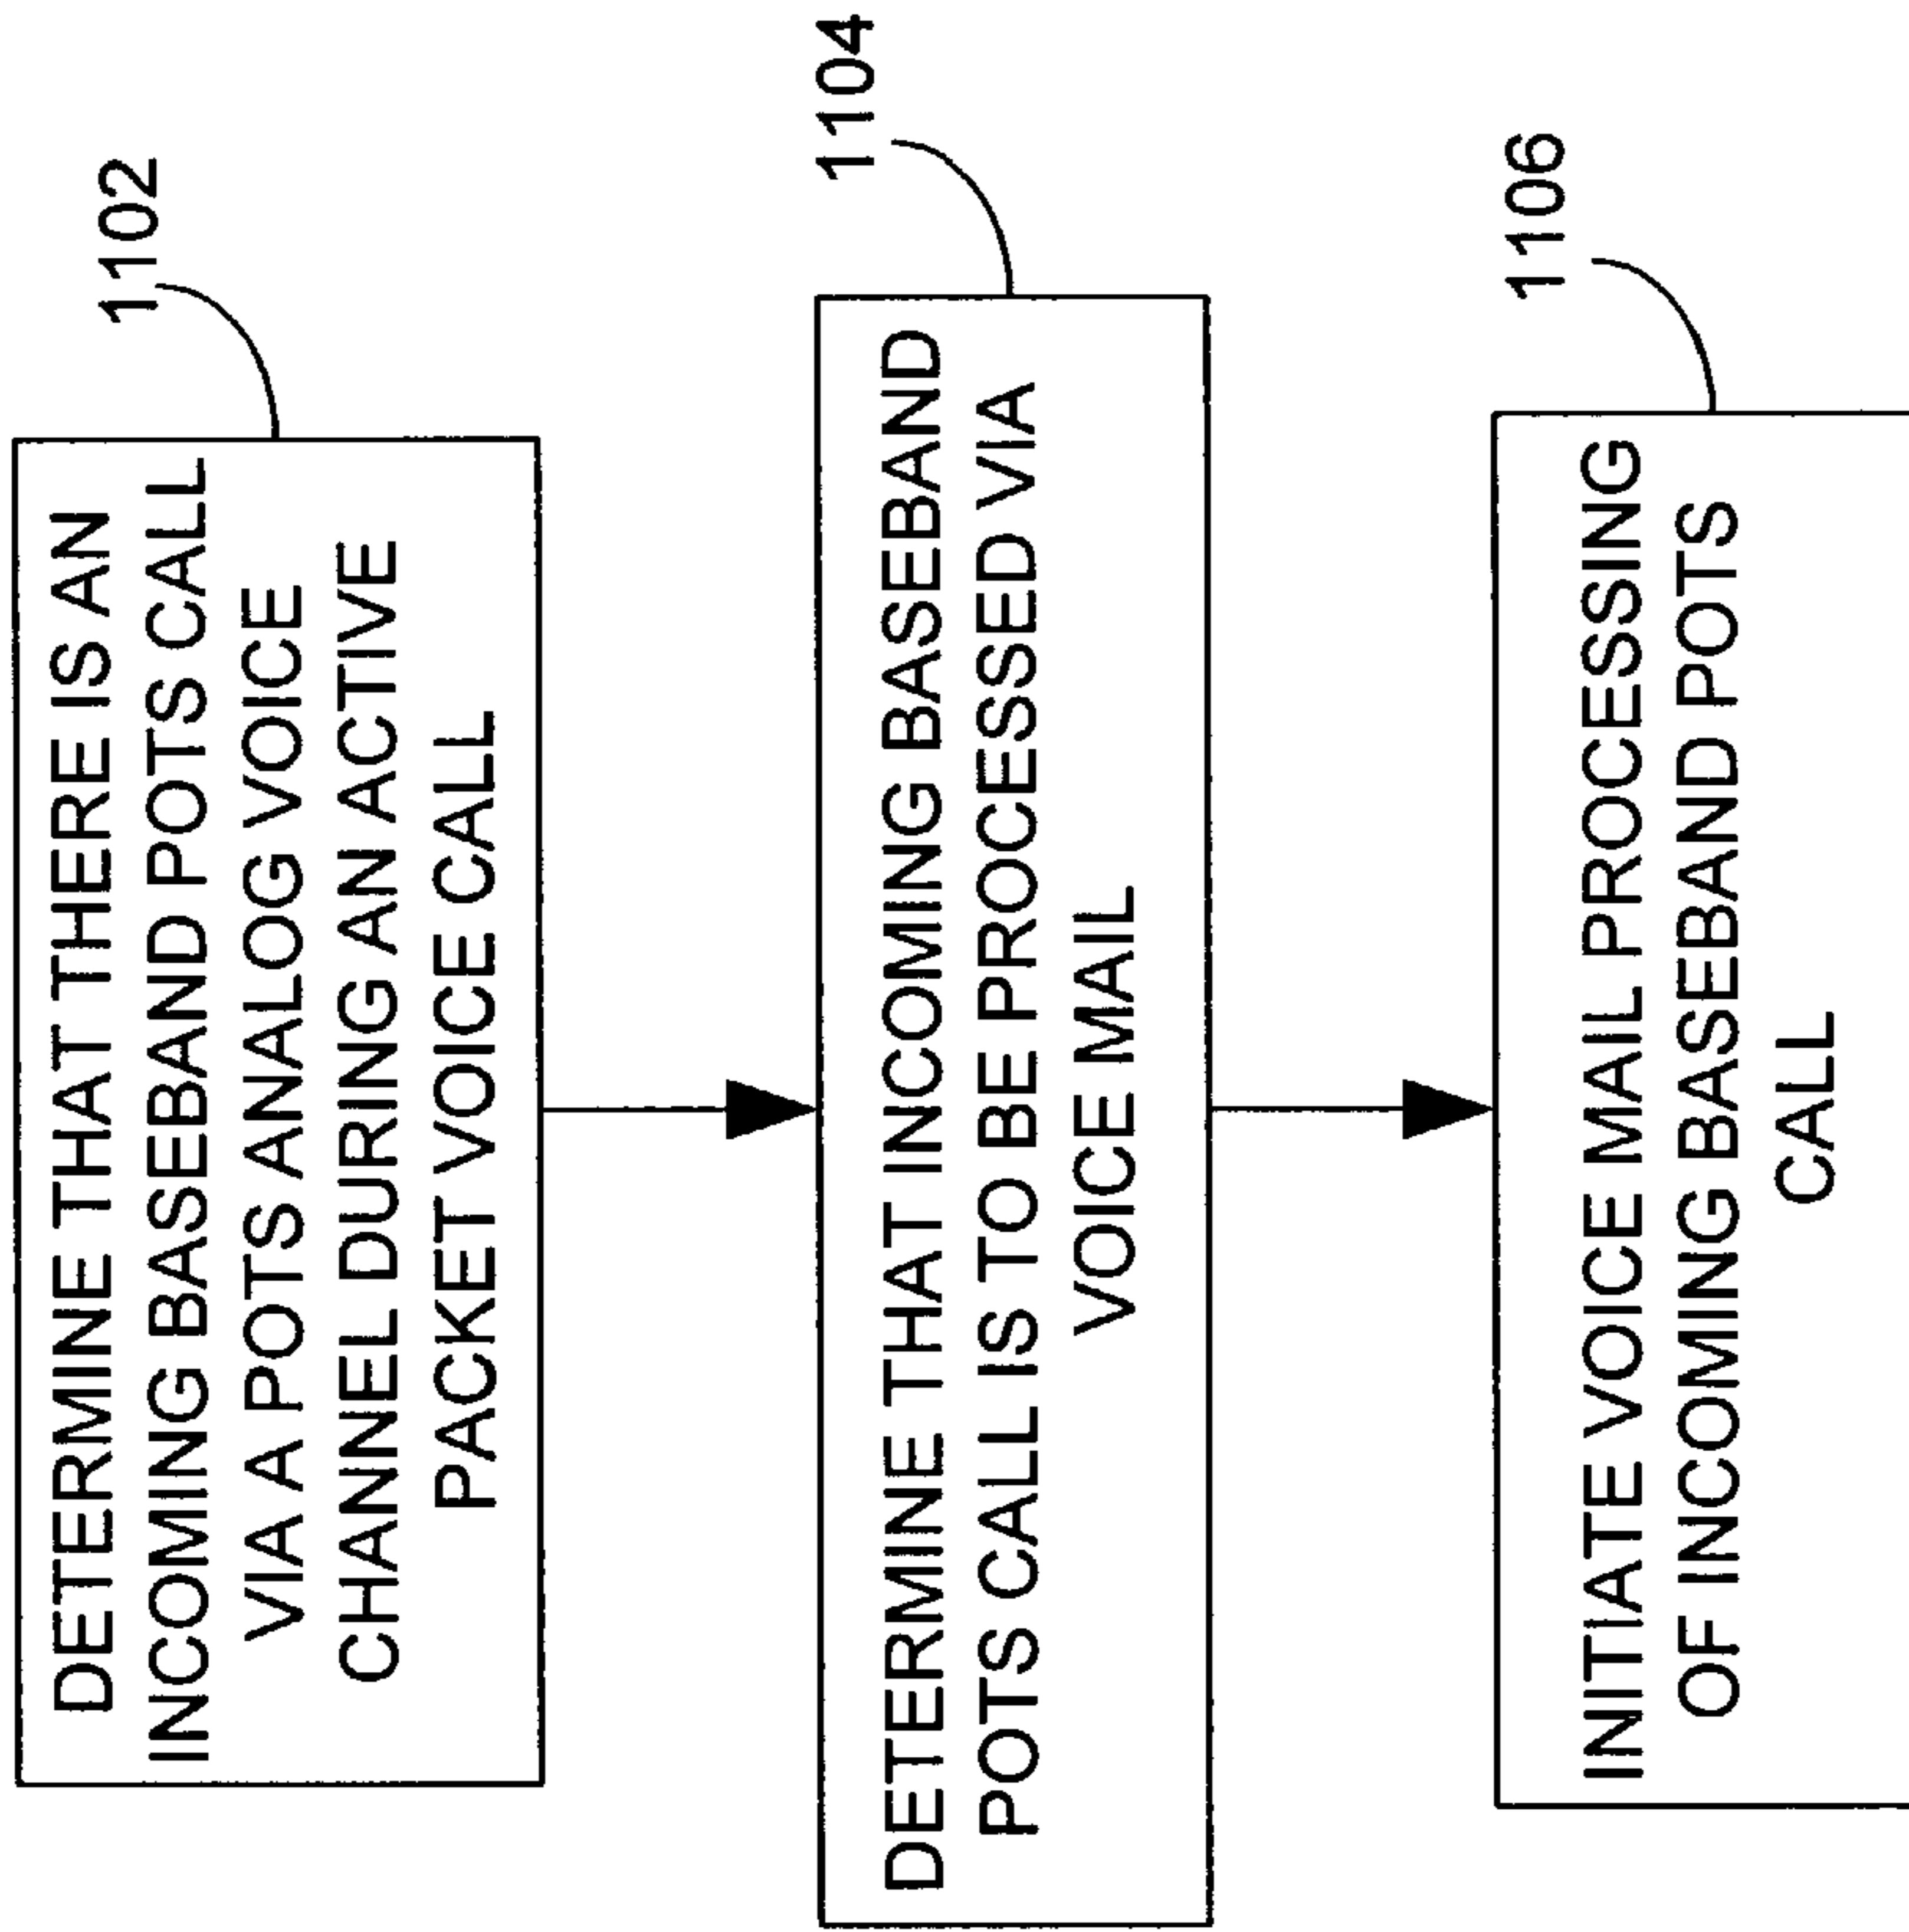 DETERMINE THAT THERE IS AN
INCOMING BASEBAND POTS CALL
VIA A POTS ANALOG VOICE
CHANNEL DURING AN ACTIVE
PACKET VOICE CALL
1102
DETERMINE THAT INCOMING BASEBAND
POTS CALL IS TO BE PROCESSED VIA
VOICE MAIL
1104
INITIATE VOICE MAIL PROCESSING
OF INCOMING BASEBAND POTS
CALL
1106